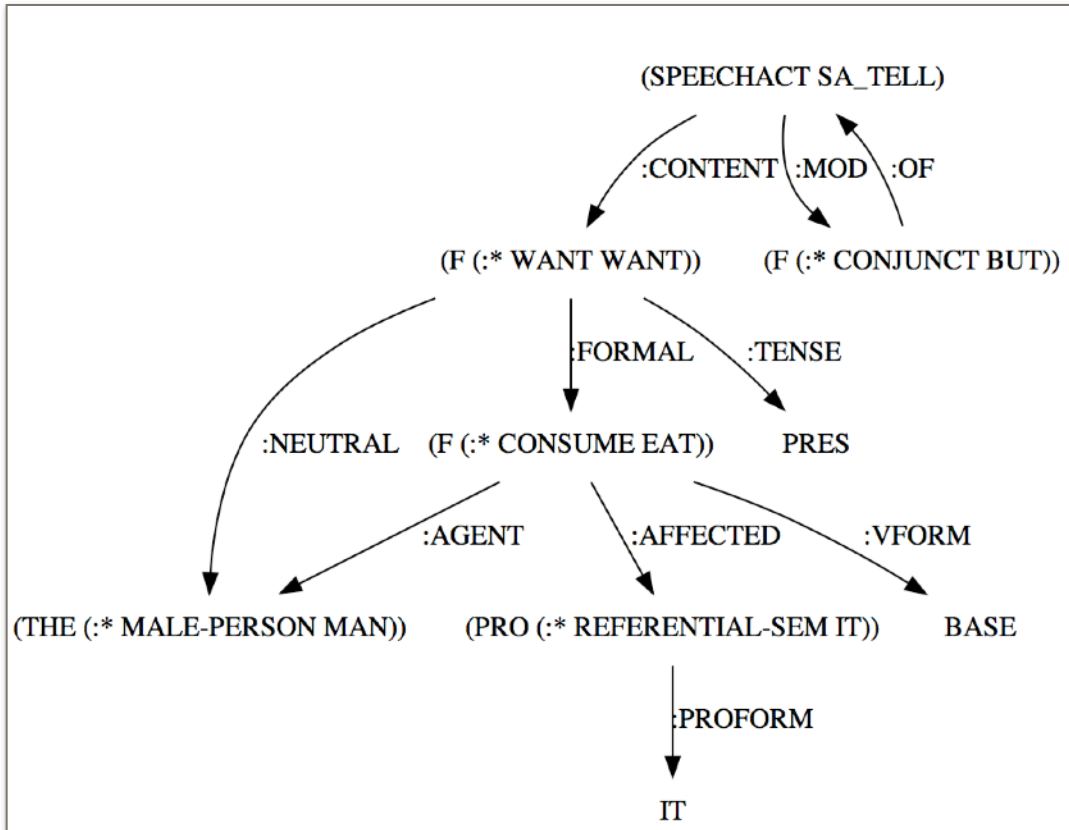 (SPEECHACT SA_TELL)
:CONTENT :MOD :OF
(F (:* WANT WANT)) (F (:* CONJUNCT BUT))
:FORMAL :TENSE
:NEUTRAL (F (:* CONSUME EAT)) PRES
:AGENT :AFFECTED :VFORM
(THE (:* MALE-PERSON MAN)) (PRO (:* REFERENTIAL-SEM IT)) BASE
:PROFORM
IT